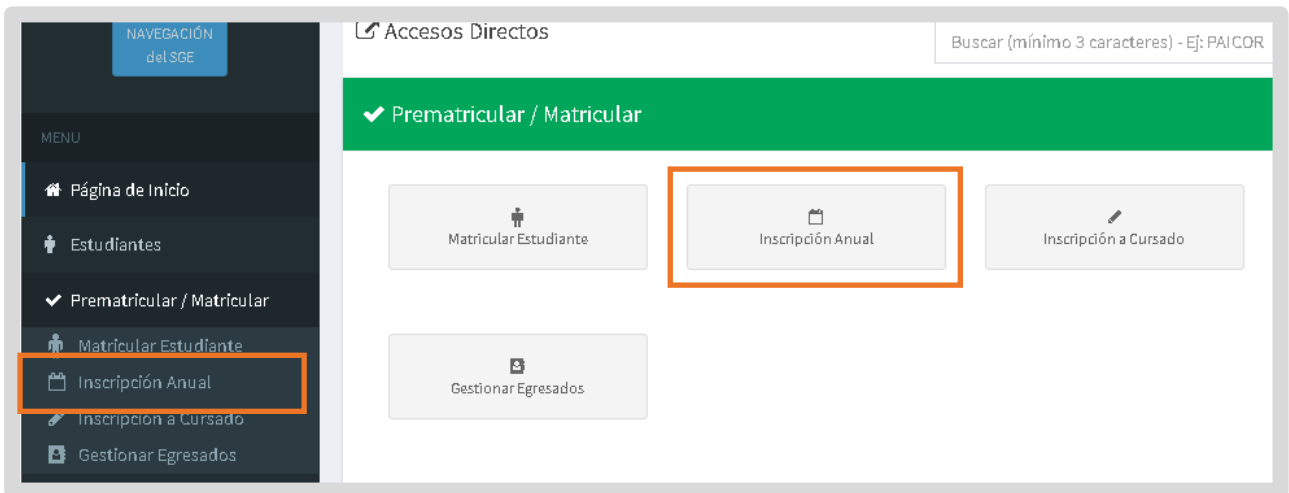 NAVEGACIÓN
del SGE
MENU
Página de Inicio
Estudiantes
Prematricular / Matricular
Matricular Estudiante
Inscripción Anual
Inscripción a Cursado
Gestionar Egresados
Accesos Directos
Buscar (mínimo 3 caracteres) - Ej: PAICOR
Prematricular / Matricular
Matricular Estudiante
Inscripción Anual
Inscripción a Cursado
Gestionar Egresados